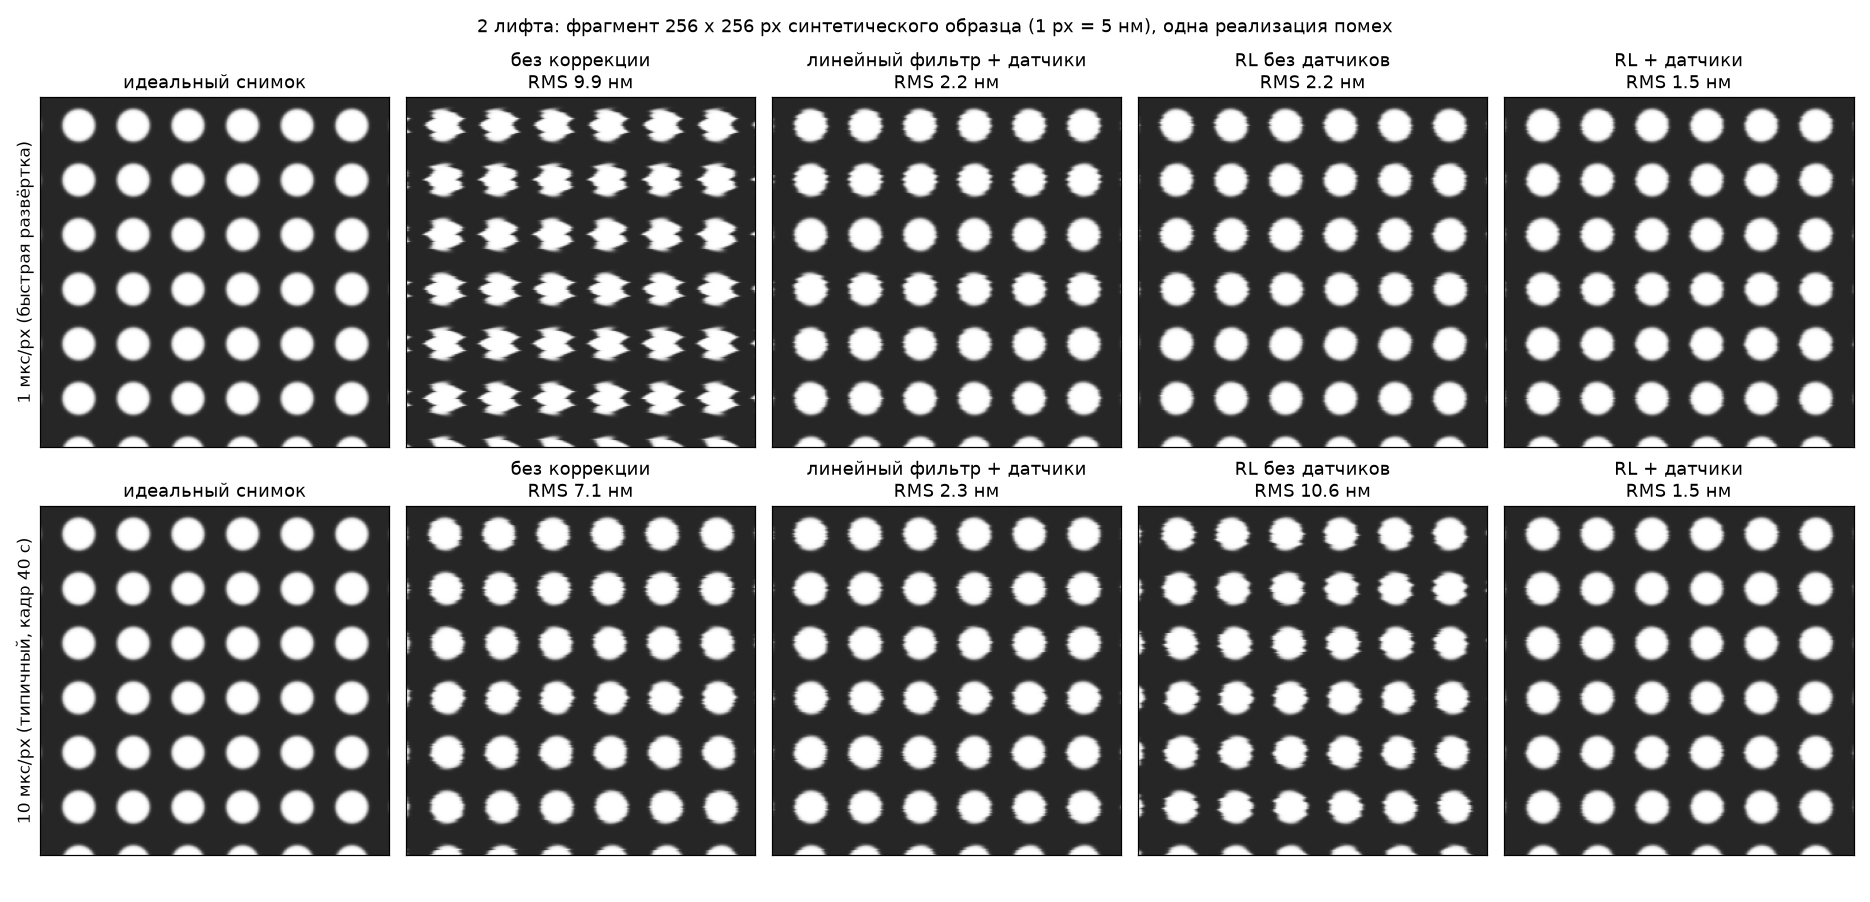 2 лифта: фрагмент 256 x 256 px синтетического образца (1 px = 5 нм), одна реализация помех
идеальный снимок
без коррекции
RMS 9.9 нм
линейный фильтр + датчики
RMS 2.2 нм
RL без датчиков
RMS 2.2 нм
RL + датчики
RMS 1.5 нм
1 мкс/px (быстрая развёртка)
идеальный снимок
без коррекции
RMS 7.1 нм
линейный фильтр + датчики
RMS 2.3 нм
RL без датчиков
RMS 10.6 нм
RL + датчики
RMS 1.5 нм
10 мкс/px (типичный, кадр 40 с)